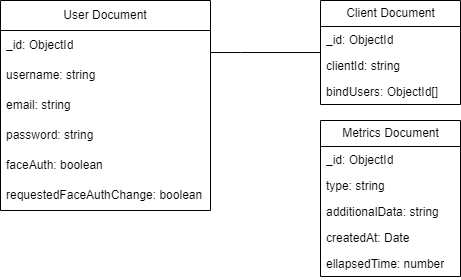 User Document
_id: ObjectId
username: string
email: string
password: string
faceAuth: boolean
requestedFaceAuthChange: boolean
Client Document
_id: ObjectId
clientId: string
bindUsers: ObjectId[]
Metrics Document
_id: ObjectId
type: string
additionalData: string
createdAt: Date
ellapsedTime: number